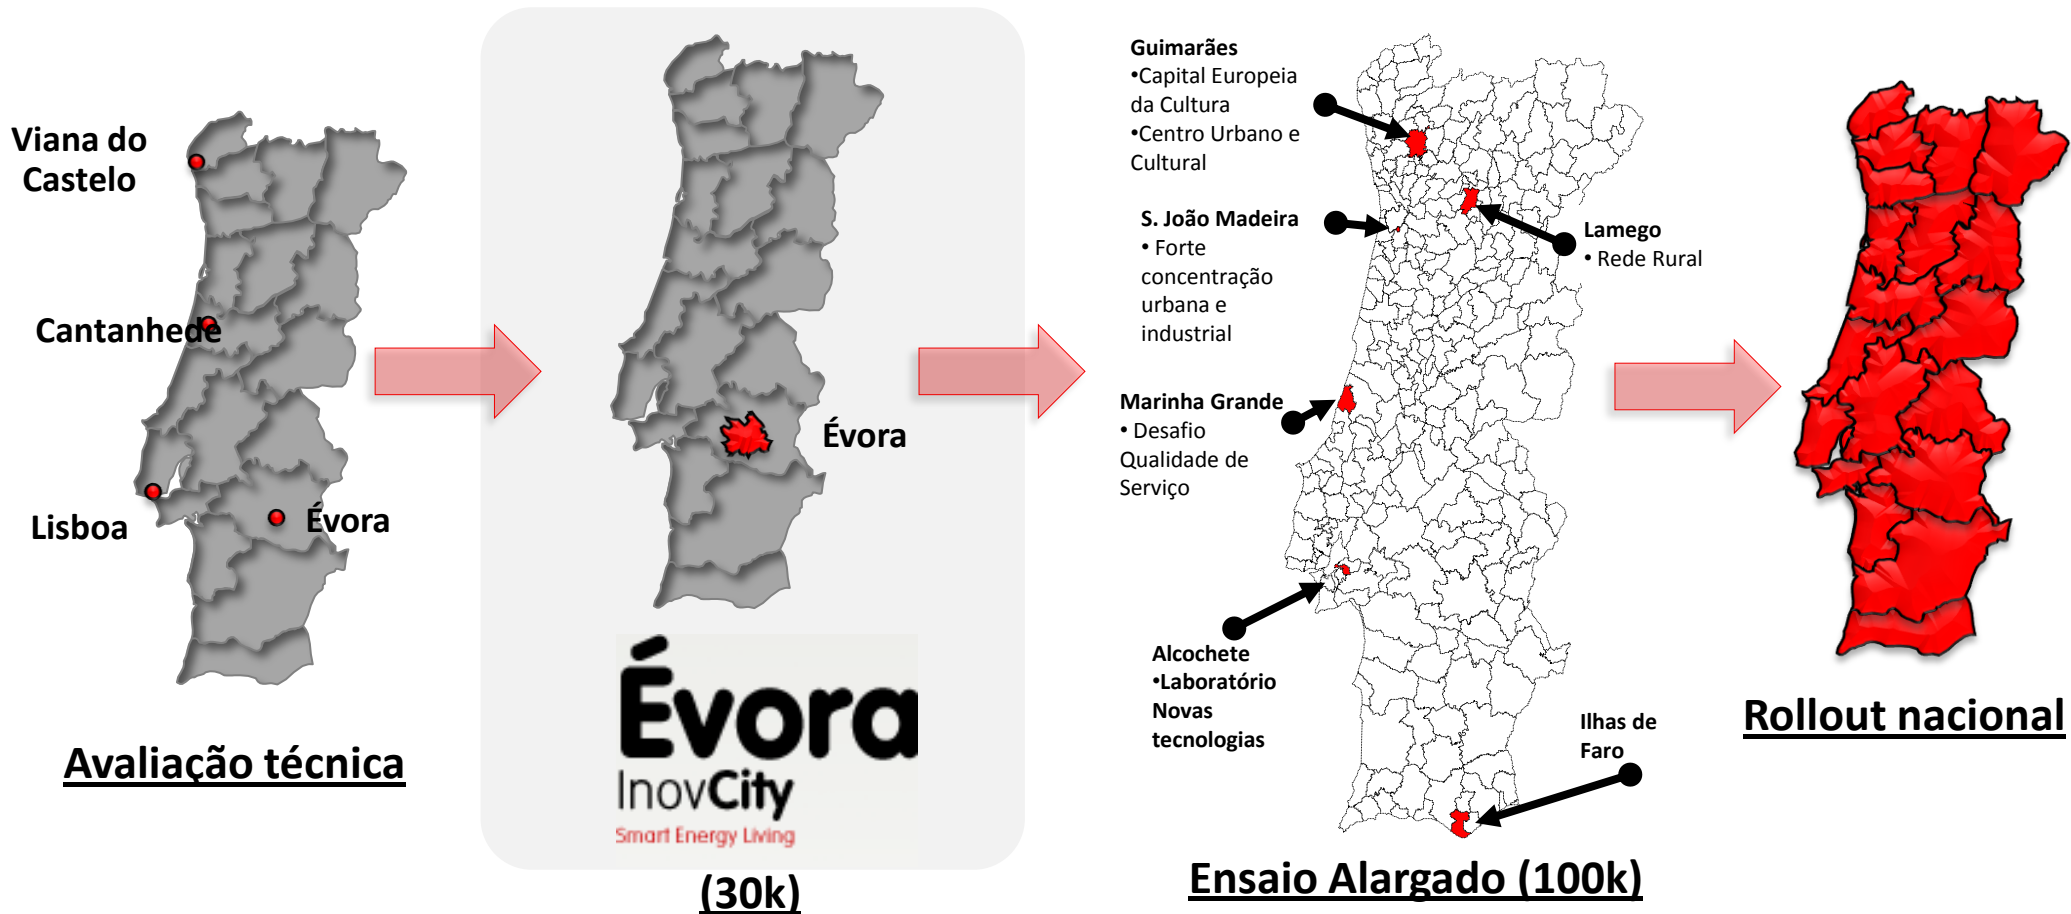 Viana do
Castelo
Cantanhede
Lisboa
Évora
Avaliação técnica
Évora
Évora
InovCity
Smart Energy Living
(30k)
Guimarães
•Capital Europeia
da Cultura
•Centro Urbano e
Cultural
S. João Madeira
• Forte
concentração
urbana e
industrial
Lamego
• Rede Rural
Marinha Grande
• Desafio
Qualidade de
Serviço
Alcochete
•Laboratório
Novas
tecnologias
Ilhas de
Faro
Ensaio Alargado (100k)
Rollout nacional